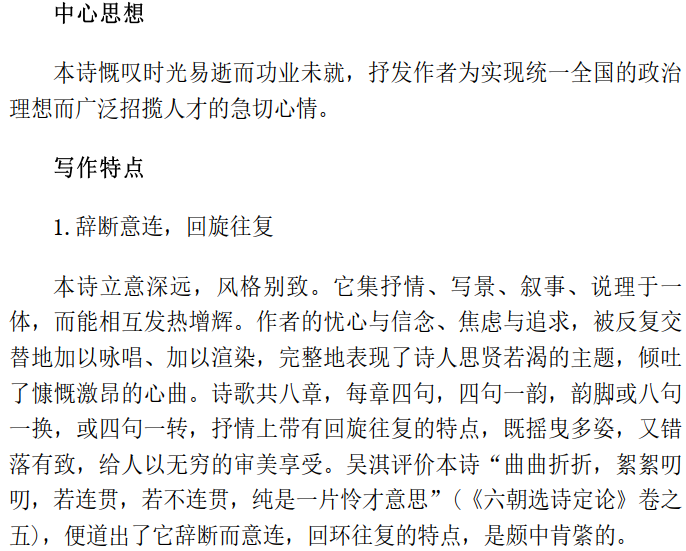 中心思想
本诗慨叹时光易逝而功业未就，抒发作者为实现统一全国的政治
理想而广泛招揽人才的急切心情。
写作特点
1. 辞断意连，回旋往复
本诗立意深远，风格别致。它集抒情、写景、叙事、说理于一
体，而能相互发热增辉。作者的忧心与信念、焦虑与追求，被反复交
替地加以咏唱、加以渲染，完整地表现了诗人思贤若渴的主题，倾吐
了慷慨激昂的心曲。诗歌共八章，每章四句，四句一韵，韵脚或八句
一换，或四句一转，抒情上带有回旋往复的特点，既摇曳多姿，又错
落有致，给人以无穷的审美享受。吴淇评价本诗“曲曲折折，絮絮叨
叨，若连贯，若不连贯，纯是一片怜才意思”(《六朝选诗定论》卷之
五)，便道出了它辞断而意连，回环往复的特点，是颇中肯綮的。